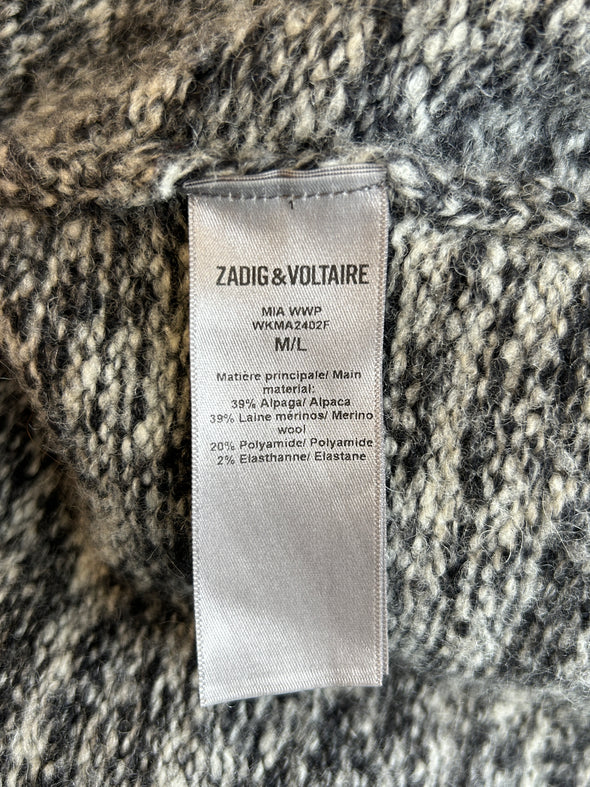 ZADIG&VOLTAIRE
MIA WWP
WKMA2402F
M/L
Matière principale/ Main
material:
39% Alpaga/ Alpaca
39% Laine mérinos/ Merino
wool
20% Polyamide/ Polyamide
2% Elasthanne/ Elastane